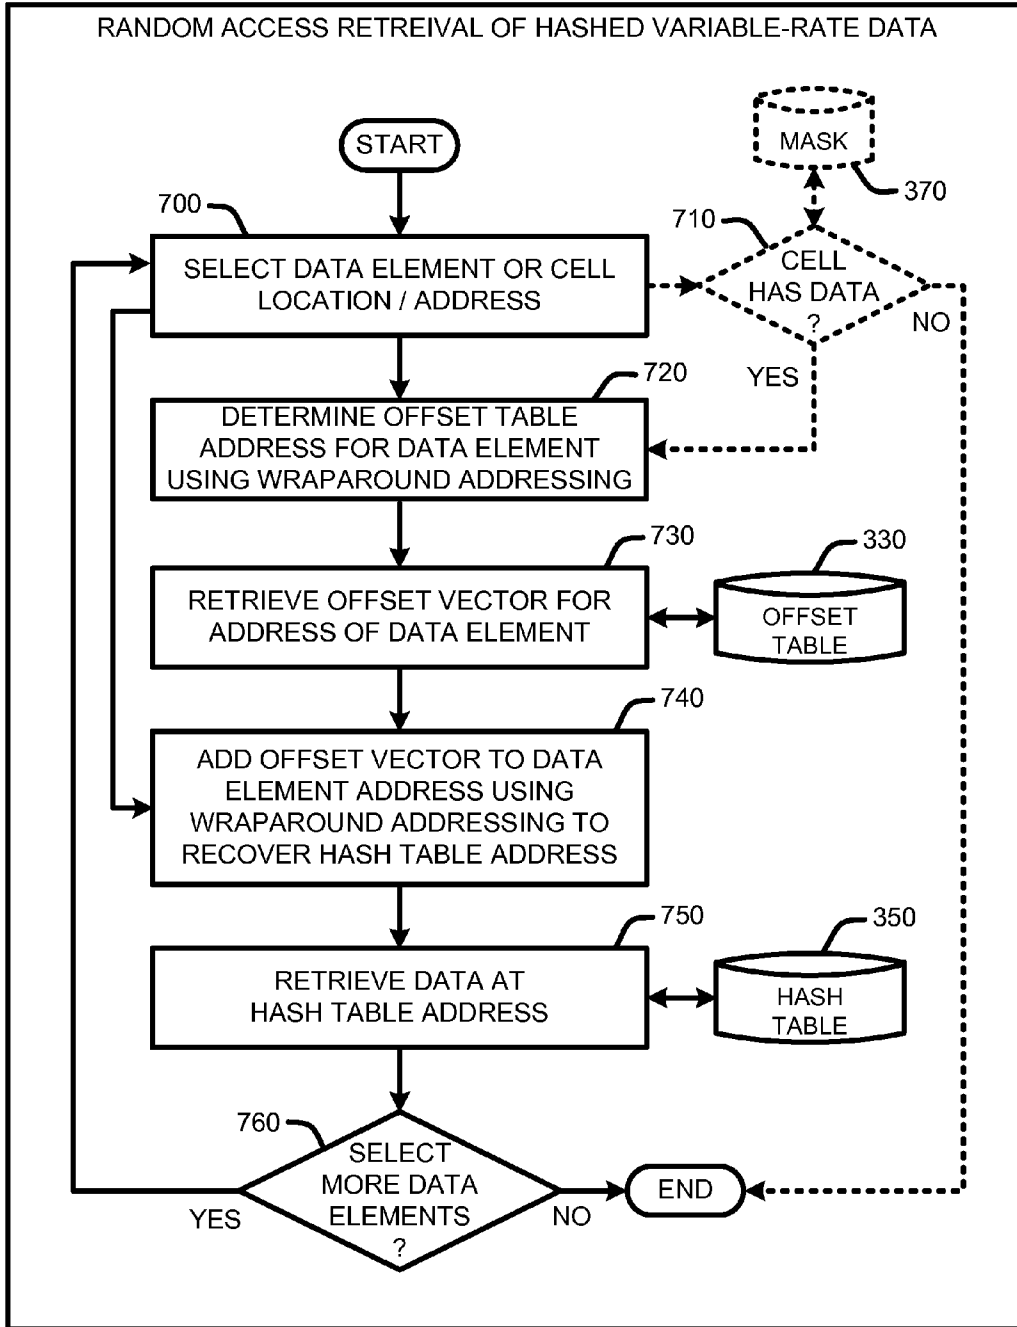 RANDOM ACCESS RETREIVAL OF HASHED VARIABLE-RATE DATA
START
MASK
370
700
710
SELECT DATA ELEMENT OR CELL
LOCATION / ADDRESS
CELL
HAS DATA
?
NO
YES
720
DETERMINE OFFSET TABLE
ADDRESS FOR DATA ELEMENT
USING WRAPAROUND ADDRESSING
730
330
RETRIEVE OFFSET VECTOR FOR
ADDRESS OF DATA ELEMENT
OFFSET
TABLE
740
ADD OFFSET VECTOR TO DATA
ELEMENT ADDRESS USING
WRAPAROUND ADDRESSING TO
RECOVER HASH TABLE ADDRESS
750
350
RETRIEVE DATA AT
HASH TABLE ADDRESS
HASH
TABLE
760
SELECT
MORE DATA
ELEMENTS
?
YES
NO
END